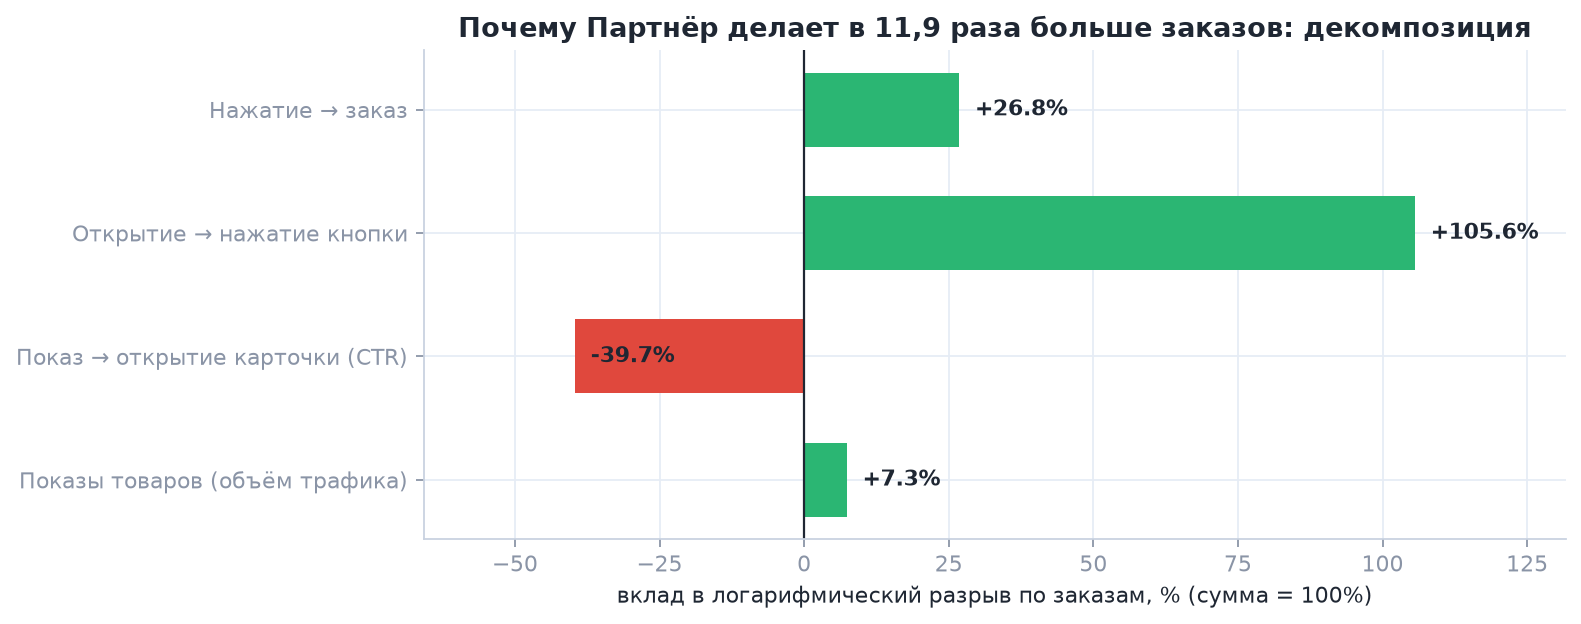 Почему Партнёр делает в 11,9 раза больше заказов: декомпозиция
Нажатие → заказ
+26.8%
Открытие → нажатие кнопки
+105.6%
Показ → открытие карточки (CTR)
-39.7%
Показы товаров (объём трафика)
+7.3%
−50 −25 0 25 50 75 100 125
вклад в логарифмический разрыв по заказам, % (сумма = 100%)